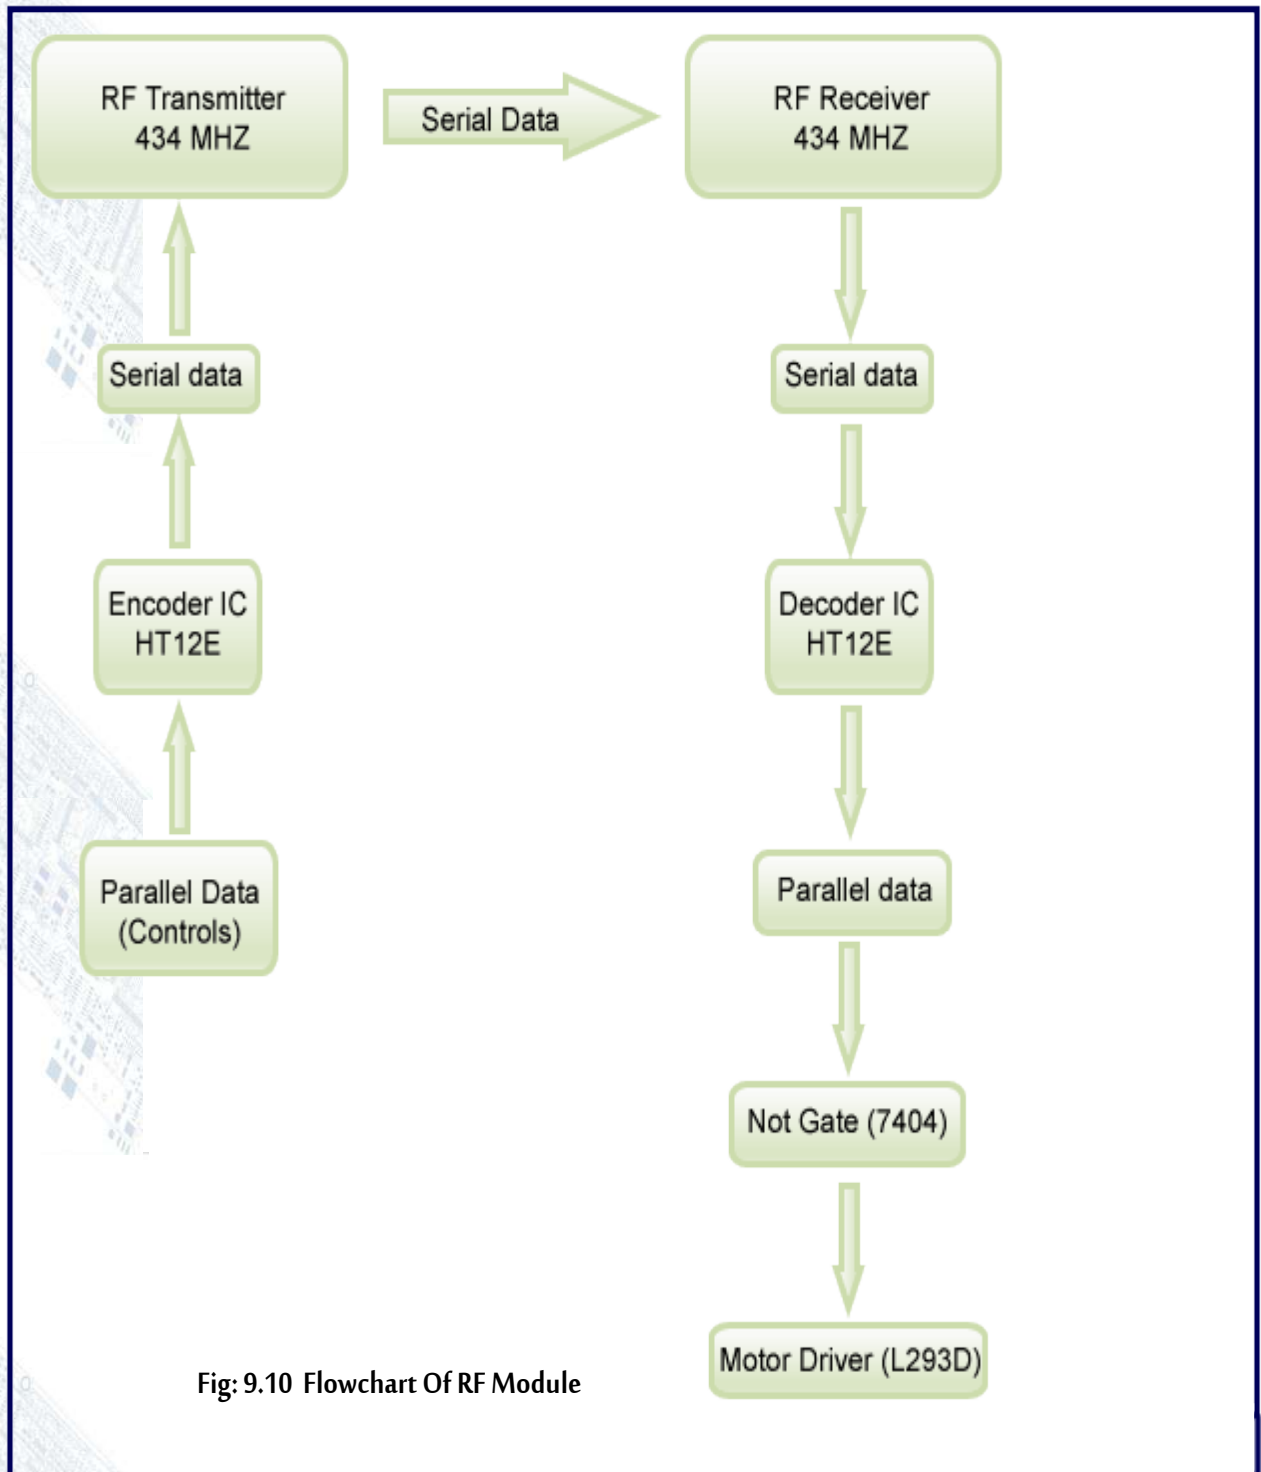 RF Transmitter
434 MHZ
Serial Data
RF Receiver
434 MHZ
Serial data
Serial data
Encoder IC
HT12E
Decoder IC
HT12E
Parallel Data
(Controls)
Parallel data
Not Gate (7404)
Motor Driver (L293D)
Fig: 9.10 Flowchart Of RF Module